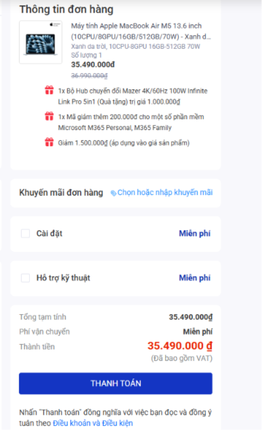 Thông tin đơn hàng
Máy tính Apple MacBook Air M5 13.6 inch
(10CPU/8GPU/16GB/512GB/70W) - Xanh d...
Xanh da trời, 10CPU-8GPU 16GB-512GB 70W
Số lượng 1
35.490.000đ
36.990.000₫
1x Bộ Hub chuyển đổi Mazer 4K/60Hz 100W Infinite
Link Pro 5in1 (Quà tặng) trị giá 1.000.000₫
1x Mã giảm thêm 200.000đ cho một số phần mềm
Microsoft M365 Personal, M365 Family
Giảm 1.500.000₫ (áp dụng vào giá sản phẩm)
Khuyến mãi đơn hàng
Chọn hoặc nhập khuyến mãi
Cài đặt
Miễn phí
Hỗ trợ kỹ thuật
Miễn phí
Tổng tạm tính
35.490.000₫
Phí vận chuyển
Miễn phí
Thành tiền
35.490.000 ₫
(Đã bao gồm VAT)
THANH TOÁN
Nhấn "Thanh toán" đồng nghĩa với việc bạn đọc và đồng ý
tuân theo Điều khoản và Điều kiện